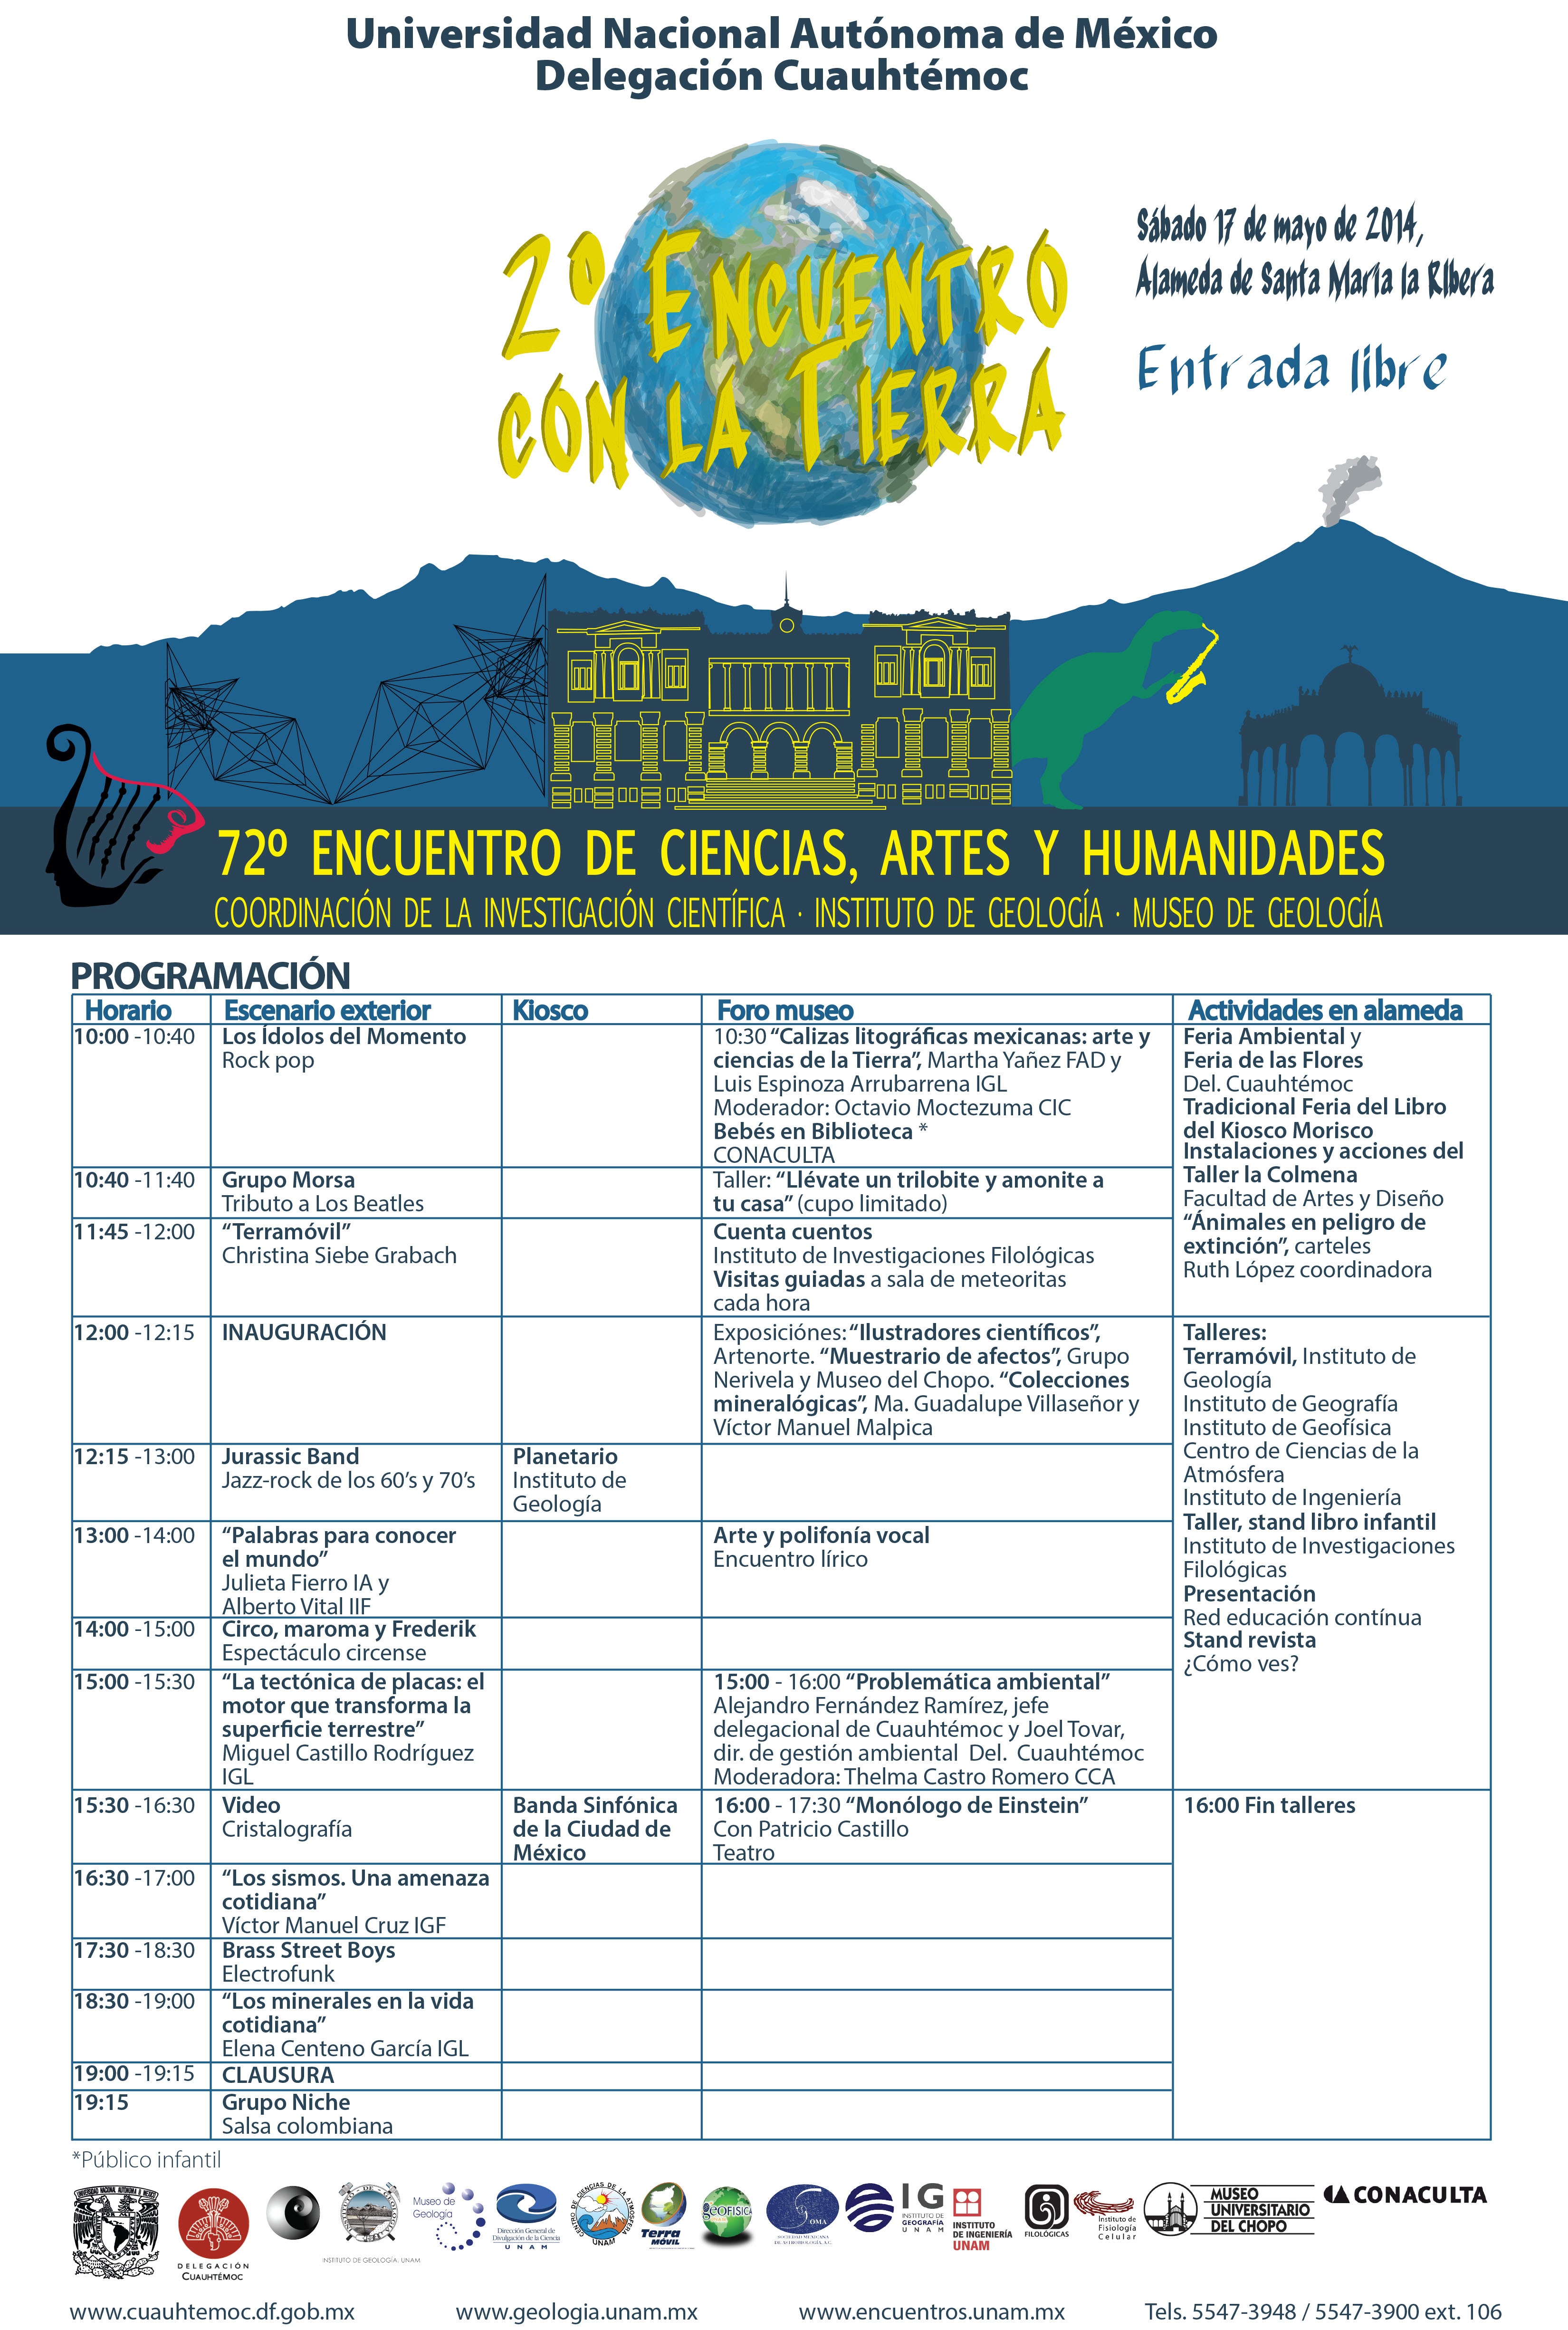 Universidad Nacional Autónoma de México
Delegación Cuauhtémoc
2º Encuentro
con la Tierra
Sábado 17 de mayo de 2014,
Alameda de Santa María la RIbera
Entrada libre
72º ENCUENTRO DE CIENCIAS, ARTES Y HUMANIDADES
COORDINACIÓN DE LA INVESTIGACIÓN CIENTÍFICA · INSTITUTO DE GEOLOGÍA · MUSEO DE GEOLOGÍA
PROGRAMACIÓN
Horario
Escenario exterior
Kiosco
Foro museo
Actividades en alameda
10:00 -10:40
Los Ídolos del Momento
Rock pop
10:30 “Calizas litográficas mexicanas: arte y
ciencias de la Tierra”, Martha Yañez FAD y
Luis Espinoza Arrubarrena IGL
Moderador: Octavio Moctezuma CIC
Bebés en Biblioteca *
CONACULTA
Feria Ambiental y
Feria de las Flores
Del. Cuauhtémoc
Tradicional Feria del Libro
del Kiosco Morisco
Instalaciones y acciones del
Taller la Colmena
Facultad de Artes y Diseño
“Ánimales en peligro de
extinción”, carteles
Ruth López coordinadora
10:40 -11:40
Grupo Morsa
Tributo a Los Beatles
Taller: “Llévate un trilobite y amonite a
tu casa” (cupo limitado)
11:45 -12:00
“Terramóvil”
Christina Siebe Grabach
Cuenta cuentos
Instituto de Investigaciones Filológicas
Visitas guiadas a sala de meteoritas
cada hora
12:00 -12:15
INAUGURACIÓN
Exposiciónes: “Ilustradores científicos”,
Artenorte. “Muestrario de afectos”, Grupo
Nerivela y Museo del Chopo. “Colecciones
mineralógicas”, Ma. Guadalupe Villaseñor y
Víctor Manuel Malpica
Talleres:
Terramóvil, Instituto de
Geología
Instituto de Geografía
Instituto de Geofísica
Centro de Ciencias de la
Atmósfera
Instituto de Ingeniería
Taller, stand libro infantil
Instituto de Investigaciones
Filológicas
Presentación
Red educación contínua
Stand revista
¿Cómo ves?
12:15 -13:00
Jurassic Band
Jazz-rock de los 60’s y 70’s
Planetario
Instituto de
Geología
13:00 -14:00
“Palabras para conocer
el mundo”
Julieta Fierro IA y
Alberto Vital IIF
Arte y polifonía vocal
Encuentro lírico
14:00 -15:00
Circo, maroma y Frederik
Espectáculo circense
15:00 -15:30
“La tectónica de placas: el
motor que transforma la
superficie terrestre”
Miguel Castillo Rodríguez
IGL
15:00 - 16:00 “Problemática ambiental”
Alejandro Fernández Ramírez, jefe
delegacional de Cuauhtémoc y Joel Tovar,
dir. de gestión ambiental Del. Cuauhtémoc
Moderadora: Thelma Castro Romero CCA
15:30 -16:30
Video
Cristalografía
Banda Sinfónica
de la Ciudad de
México
16:00 - 17:30 “Monólogo de Einstein”
Con Patricio Castillo
Teatro
16:00 Fin talleres
16:30 -17:00
“Los sismos. Una amenaza
cotidiana”
Víctor Manuel Cruz IGF
17:30 -18:30
Brass Street Boys
Electrofunk
18:30 -19:00
“Los minerales en la vida
cotidiana”
Elena Centeno García IGL
19:00 -19:15
CLAUSURA
19:15
Grupo Niche
Salsa colombiana
*Público infantil
DELEGACIÓN
CUAUHTÉMOC
INSTITUTO DE GEOLOGÍA. UNAM
Museo de
Geología
Dirección General de
Divulgación de la Ciencia
UNAM
CENTRO DE CIENCIAS DE LA ATMÓSFERA
UNAM
Terra
MÓVIL
GEOFISICA
SOMA
IG
INSTITUTO DE
GEOGRAFÍA
UNAM
INSTITUTO
DE INGENIERÍA
UNAM
FILOLÓGICAS
Instituto de
Fisiología
Celular
MUSEO
UNIVERSITARIO
DEL CHOPO
CONACULTA
www.cuauhtemoc.df.gob.mx
www.geologia.unam.mx
www.encuentros.unam.mx
Tels. 5547-3948 / 5547-3900 ext. 106